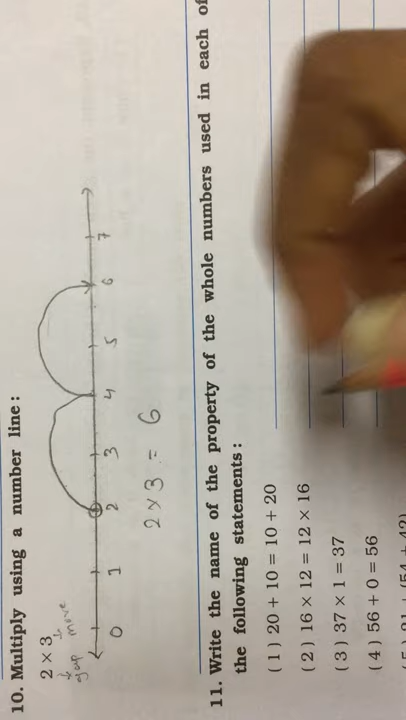 10. Multiply using a number line:
2 × 3
gap move
0 1 2 3 4 5 6 7
2 × 3 = 6
11. Write the name of the property of the whole numbers used in each of
the following statements:
( 1 ) 20 + 10 = 10 + 20
( 2 ) 16 × 12 = 12 × 16
( 3 ) 37 × 1 = 37
( 4 ) 56 + 0 = 56